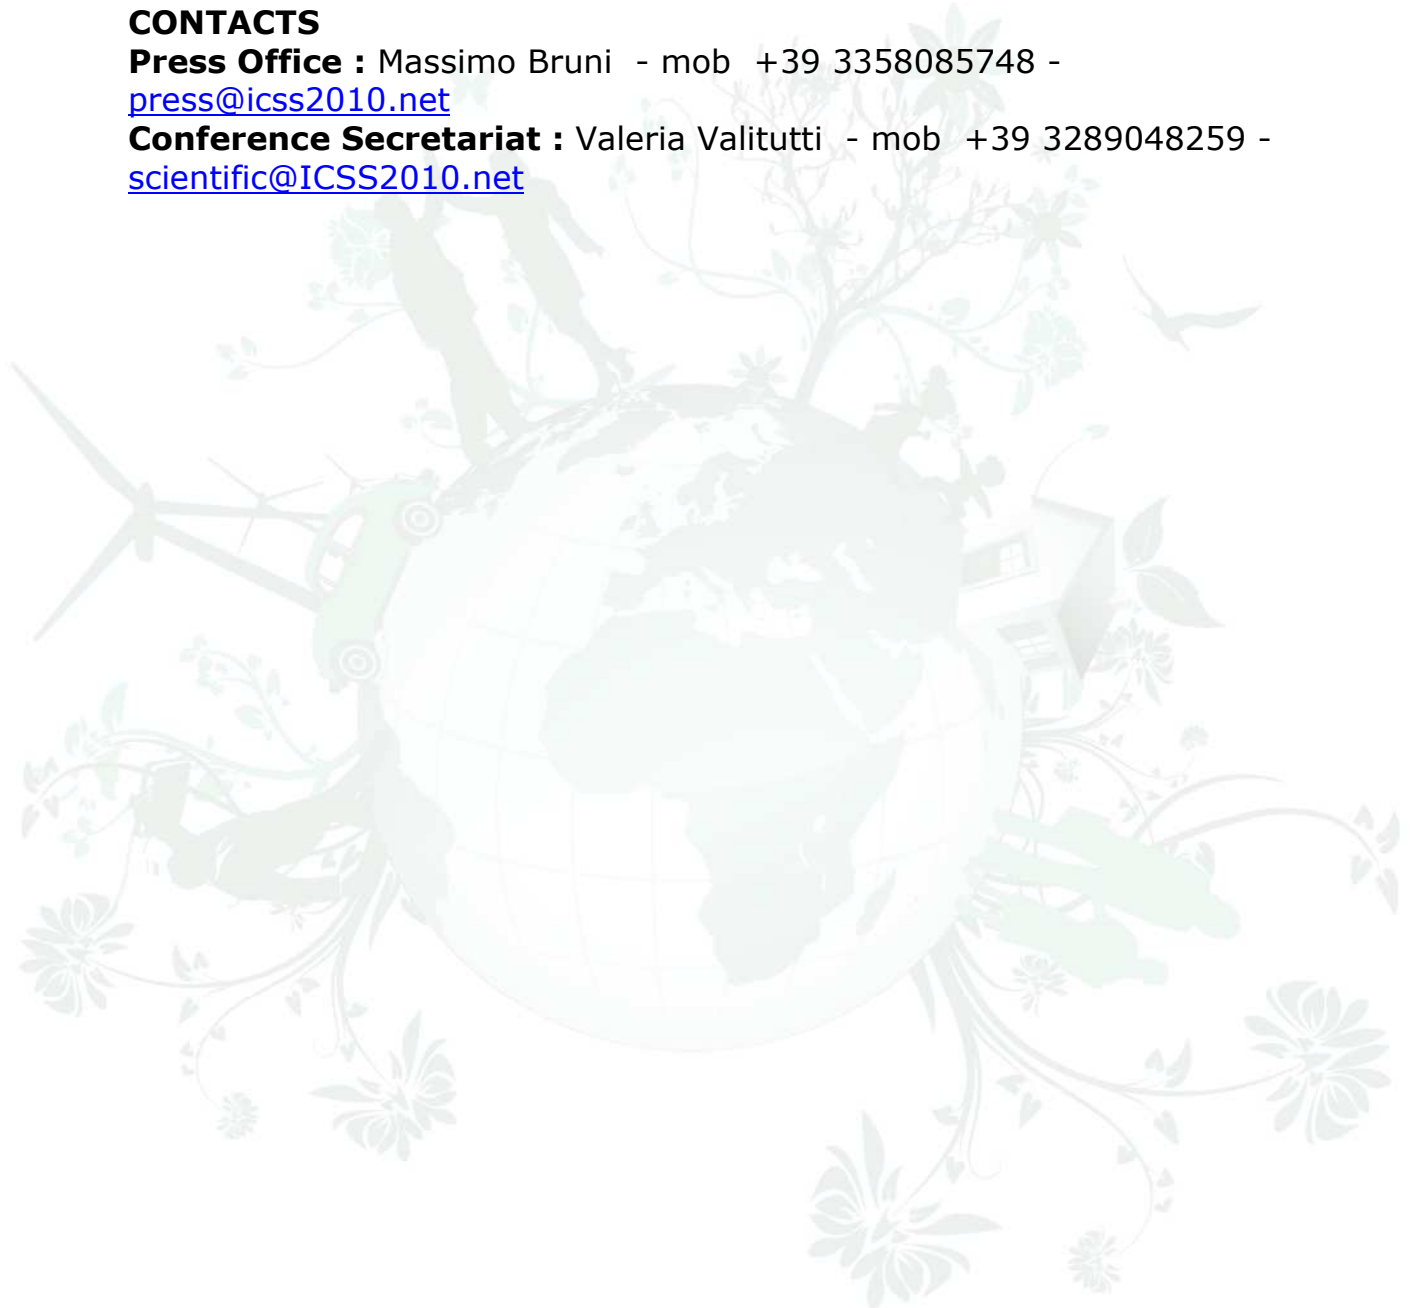 CONTACTS
Press Office : Massimo Bruni - mob +39 3358085748 -
press@icss2010.net
Conference Secretariat : Valeria Valitutti - mob +39 3289048259 -
scientific@ICSS2010.net